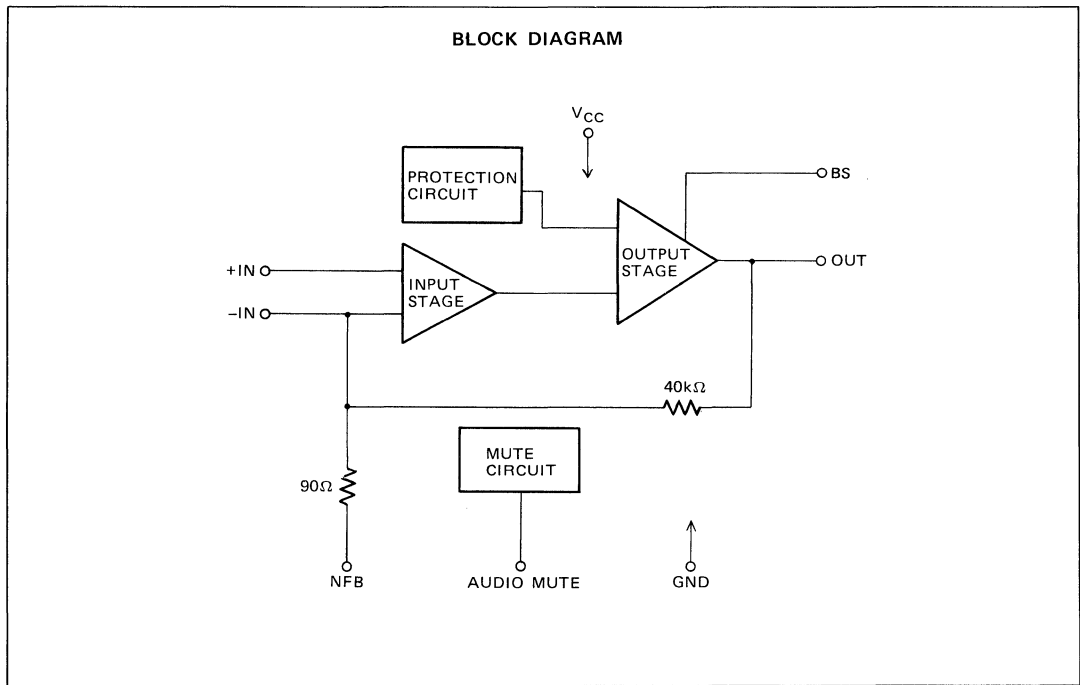 BLOCK DIAGRAM
VCC
PROTECTION
CIRCUIT
BS
OUTPUT
STAGE
OUT
+IN
INPUT
STAGE
−IN
40kΩ
MUTE
CIRCUIT
90Ω
NFB
AUDIO MUTE
GND